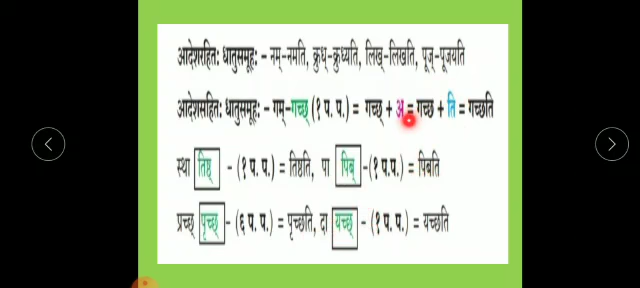 आदेशरहितः धातुसमूहः - नम्-नमति, क्रुध्-क्रुध्यति, लिख्-लिखति, पूज्-पूजयति
आदेशसहितः धातुसमूहः - गम्-गच्छ् (१ प. प.) = गच्छ् + अ = गच्छ + ति = गच्छति
स्था तिष्ठ् - (१ प. प.) = तिष्ठति, पा पिब् -(१ प.प.) = पिबति
प्रच्छ् पृच्छ् - (६ प. प.) = पृच्छति, दा यच्छ् - (१ प. प.) = यच्छति